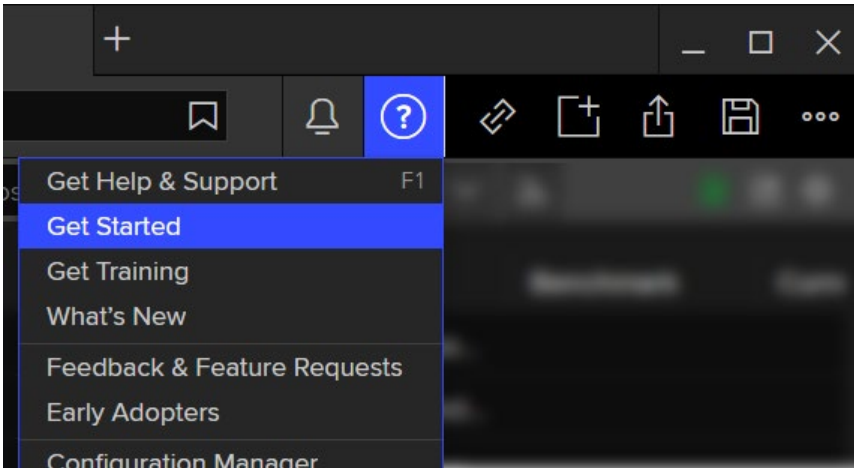 Get Help & Support F1
Get Started
Get Training
What's New
Feedback & Feature Requests
Early Adopters
Configuration Manager